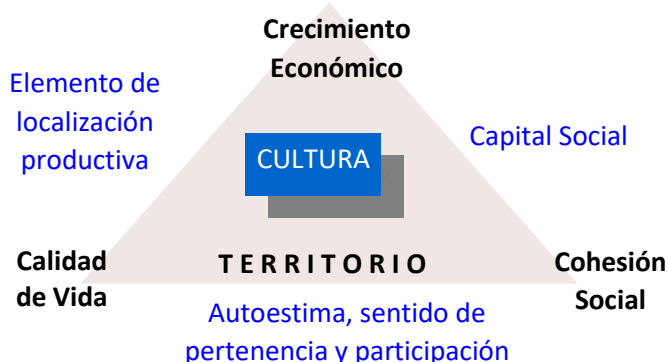 Crecimiento
Económico
Elemento de
localización
productiva
Capital Social
CULTURA
Calidad
de Vida
T E R R I T O R I O
Cohesión
Social
Autoestima, sentido de
pertenencia y participación